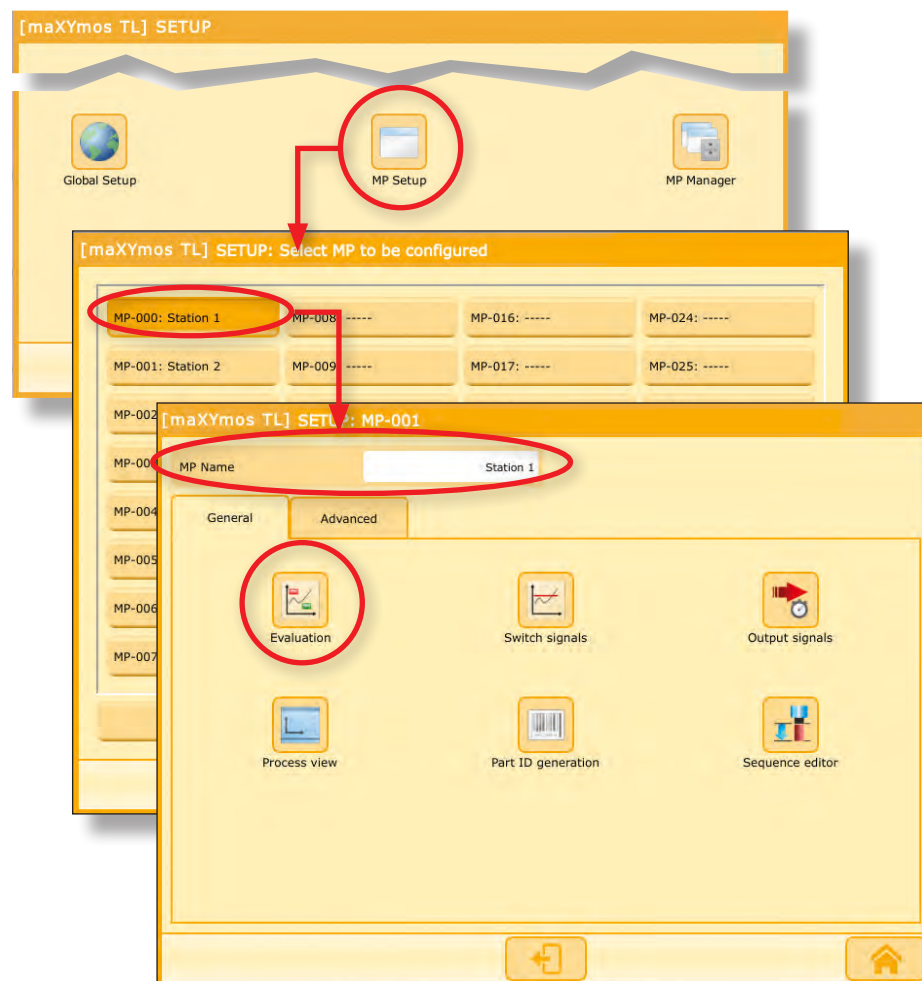 [maXYmos TL] SETUP
Global Setup
MP Setup
MP Manager
[maXYmos TL] SETUP: Select MP to be configured
MP-000: Station 1
MP-008: -----
MP-016: -----
MP-024: -----
MP-001: Station 2
MP-009: -----
MP-017: -----
MP-025: -----
MP-002
MP-00
MP-004
MP-005
MP-006
MP-007
[maXYmos TL] SETUP: MP-001
MP Name
Station 1
General
Advanced
Evaluation
Switch signals
Output signals
Process view
Part ID generation
Sequence editor